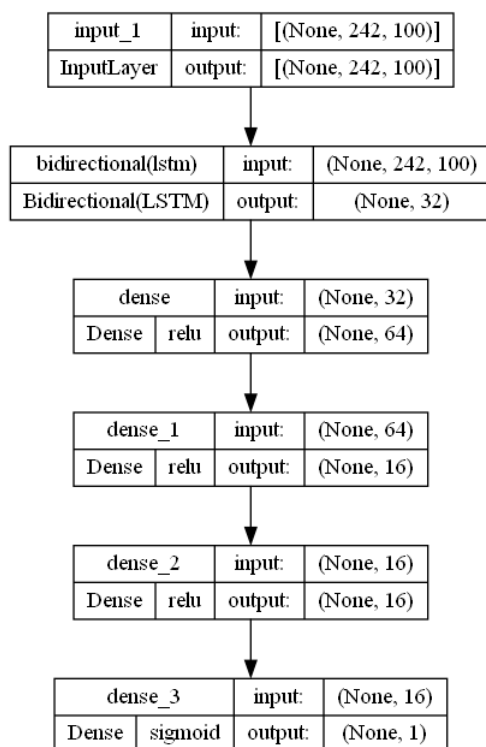 input_1 input: [(None, 242, 100)]
InputLayer output: [(None, 242, 100)]
bidirectional(lstm) input: (None, 242, 100)
Bidirectional(LSTM) output: (None, 32)
dense input: (None, 32)
Dense relu output: (None, 64)
dense_1 input: (None, 64)
Dense relu output: (None, 16)
dense_2 input: (None, 16)
Dense relu output: (None, 16)
dense_3 input: (None, 16)
Dense sigmoid output: (None, 1)